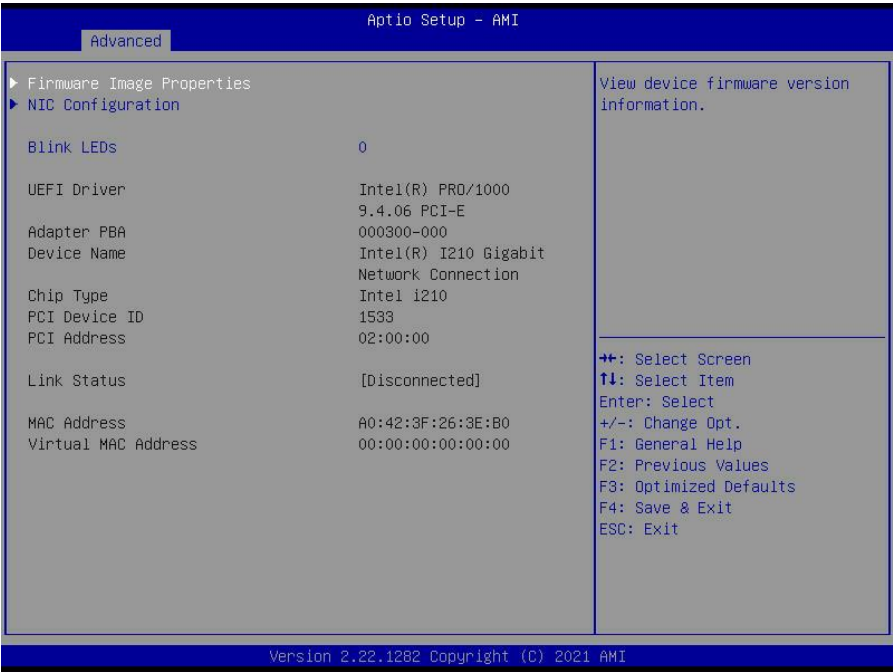 Aptio Setup – AMI
Advanced
► Firmware Image Properties
► NIC Configuration
Blink LEDs 0
UEFI Driver Intel(R) PRO/1000
9.4.06 PCI-E
Adapter PBA 000300-000
Device Name Intel(R) I210 Gigabit
Network Connection
Chip Type Intel i210
PCI Device ID 1533
PCI Address 02:00:00
Link Status [Disconnected]
MAC Address A0:42:3F:26:3E:B0
Virtual MAC Address 00:00:00:00:00:00
View device firmware version
information.
→←: Select Screen
↑↓: Select Item
Enter: Select
+/-: Change Opt.
F1: General Help
F2: Previous Values
F3: Optimized Defaults
F4: Save & Exit
ESC: Exit
Version 2.22.1282 Copyright (C) 2021 AMI